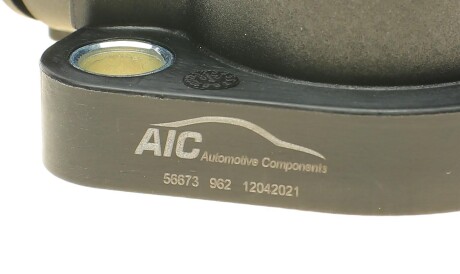 AIC Automotive Components
56673 962 12042021